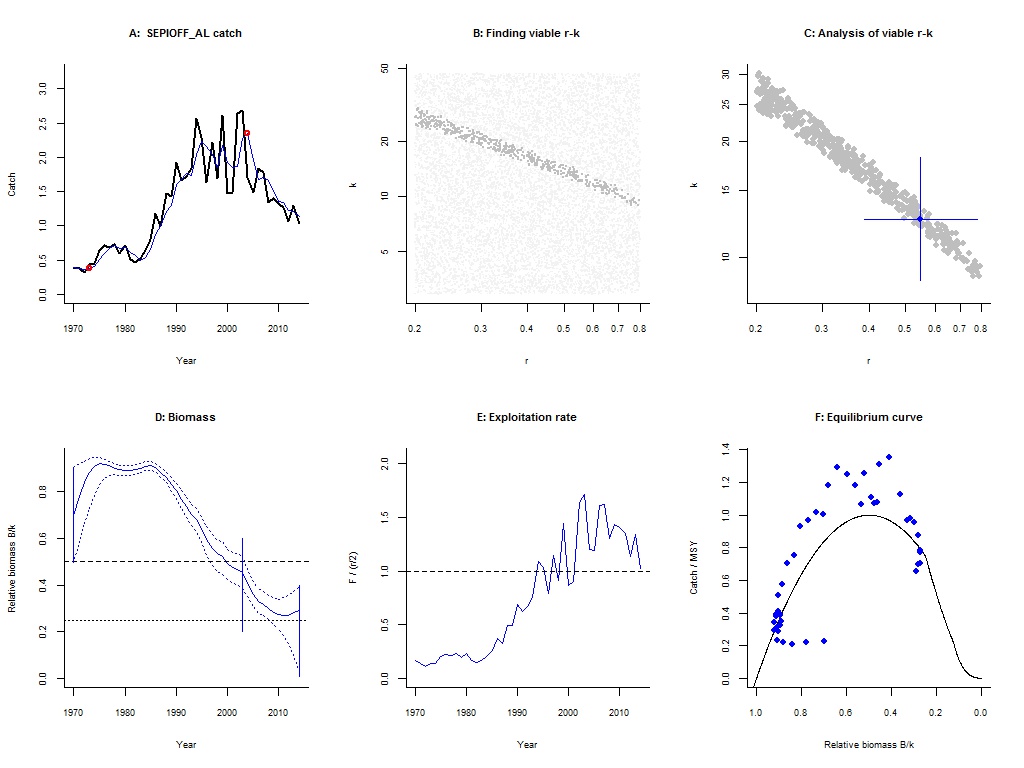 A:  SEPIOFF_AL catch
Catch
0.0 0.5 1.0 1.5 2.0 2.5 3.0
1970 1980 1990 2000 2010
Year
B: Finding viable r-k
k
5 10 20 50
0.2 0.3 0.4 0.5 0.6 0.7 0.8
r
C: Analysis of viable r-k
k
10 15 20 25 30
0.2 0.3 0.4 0.5 0.6 0.7 0.8
r
D: Biomass
Relative biomass B/k
0.0 0.2 0.4 0.6 0.8
1970 1980 1990 2000 2010
Year
E: Exploitation rate
F / (r/2)
0.0 0.5 1.0 1.5 2.0
1970 1980 1990 2000 2010
Year
F: Equilibrium curve
Catch / MSY
0.0 0.2 0.4 0.6 0.8 1.0 1.2 1.4
1.0 0.8 0.6 0.4 0.2 0.0
Relative biomass B/k